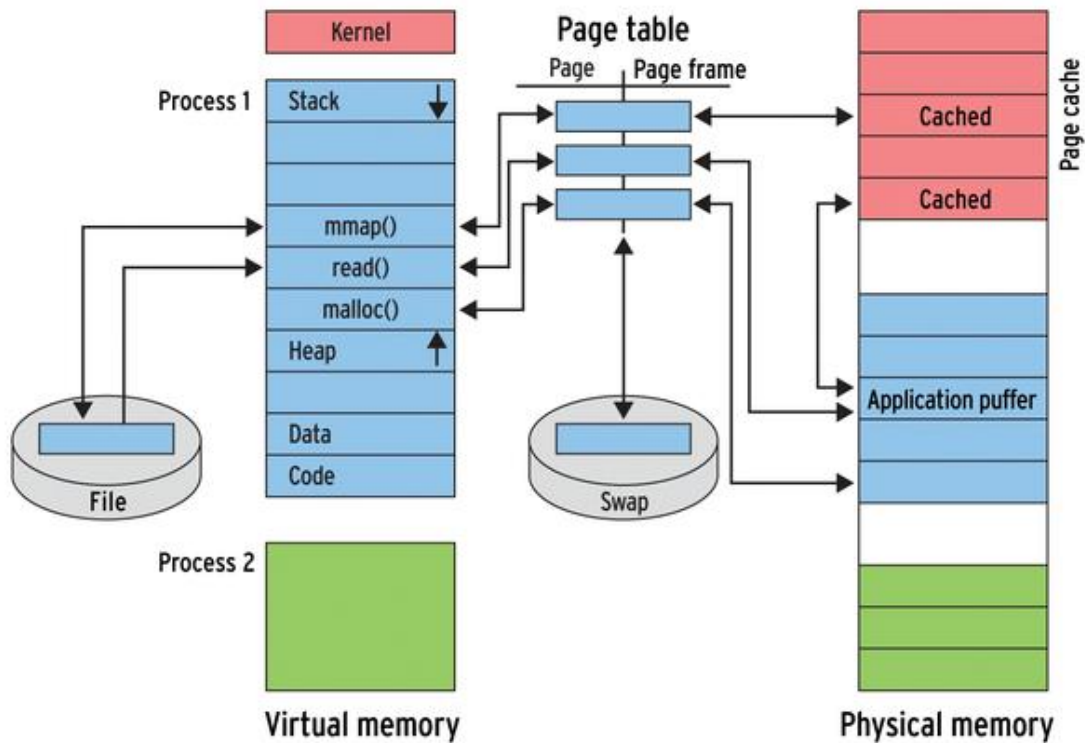 Kernel
Page table
Page
Page frame
Process 1
Stack
Cached
Page cache
Cached
mmap()
read()
malloc()
Heap
Application puffer
Data
Code
File
Swap
Process 2
Virtual memory
Physical memory